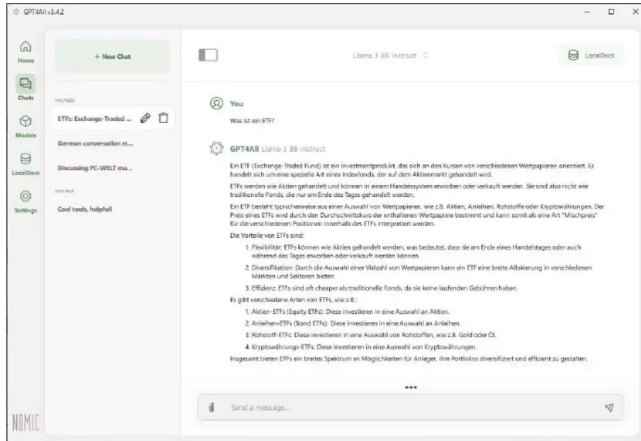 GPT4All v3.4.2
Home
Chats
Models
LocalDocs
Settings
NOMIC
+ New Chat
ETFs: Exchange-Traded ...
German conversation et...
Discussing PC-WELT ma...
Cool tools, helpful!
Llama 3 8B Instruct
LocalDocs
You
Was ist ein ETF?
GPT4All Llama 3 8B Instruct
Ein ETF (Exchange-Traded Fund) ist ein Investmentprodukt, das sich an den Kursen von verschiedenen Wertpapieren orientiert. Es
handelt sich um eine spezielle Art eines Indexfonds, der auf dem Aktienmarkt gehandelt wird.
ETFs werden wie Aktien gehandelt und können in einem Handelssystem erworben oder verkauft werden. Sie sind also nicht wie
traditionelle Fonds, die nur am Ende des Tages gehandelt werden.
Ein ETF besteht typischerweise aus einer Auswahl von Wertpapieren, wie z.B. Aktien, Anleihen, Rohstoffe oder Kryptowährungen. Der
Preis eines ETFs wird durch den Durchschnittskurs der enthaltenen Wertpapiere bestimmt und kann somit als eine Art "Mischpreis"
für die verschiedenen Positionen innerhalb des ETFs interpretiert werden.
Die Vorteile von ETFs sind:
1. Flexibilität: ETFs können wie Aktien gehandelt werden, was bedeutet, dass sie am Ende eines Handelstages oder auch
während des Tages erworben oder verkauft werden können.
2. Diversifikation: Durch die Auswahl einer Vielzahl von Wertpapieren kann ein ETF eine breite Allokierung in verschiedenen
Märkten und Sektoren bieten.
3. Effizienz: ETFs sind oft cheaper als traditionelle Fonds, da sie keine laufenden Gebühren haben.
Es gibt verschiedene Arten von ETFs, wie z.B.:
1. Aktien-ETFs (Equity ETFs): Diese investieren in eine Auswahl an Aktien.
2. Anleihen-ETFs (Bond ETFs): Diese investieren in eine Auswahl an Anleihen.
3. Rohstoff-ETFs: Diese investieren in eine Auswahl von Rohstoffen, wie z.B. Gold oder Öl.
4. Kryptowährungs-ETFs: Diese investieren in eine Auswahl von Kryptowährungen.
Insgesamt bieten ETFs ein breites Spektrum an Möglichkeiten für Anleger, ihre Portfolios diversifiziert und effizient zu gestalten.
Send a message...